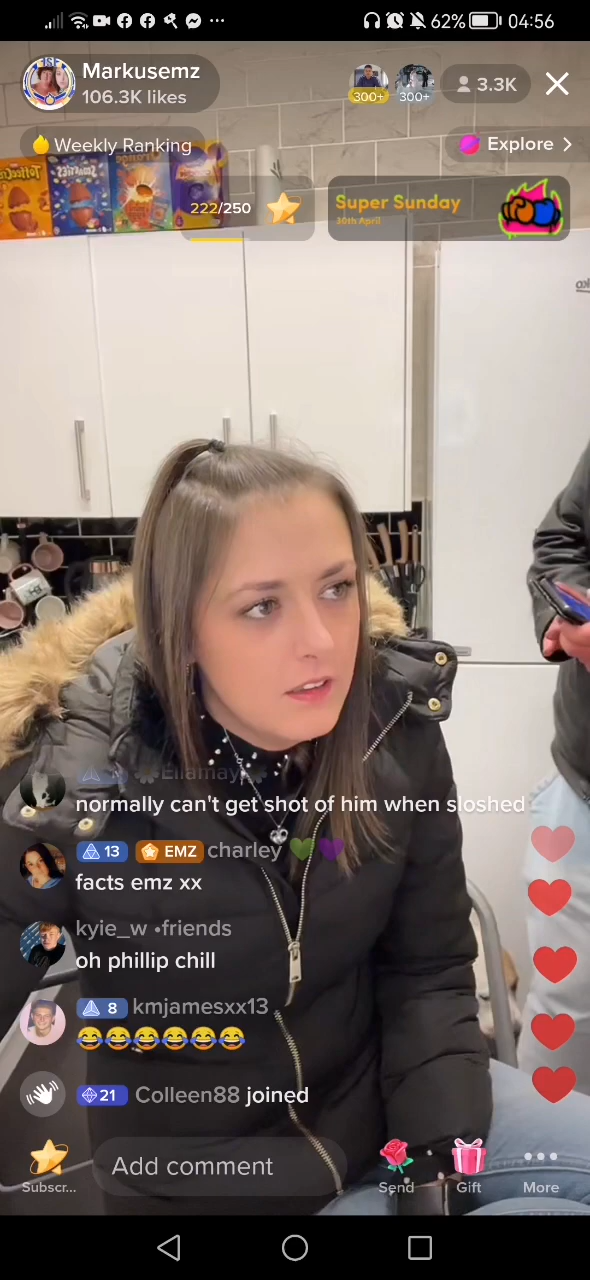 62% 04:56
Markusemz
106.3K likes
300+ 300+ 3.3K
Weekly Ranking
Explore >
222/250
Super Sunday
30th April
Ellamay
normally can't get shot of him when sloshed
13 EMZ charley 💚💜
facts emz xx
kyie_w •friends
oh phillip chill
8 kmjamesxx13
😂😂😂😂😂😂
21 Colleen88 joined
Add comment
Subscr... Send Gift More